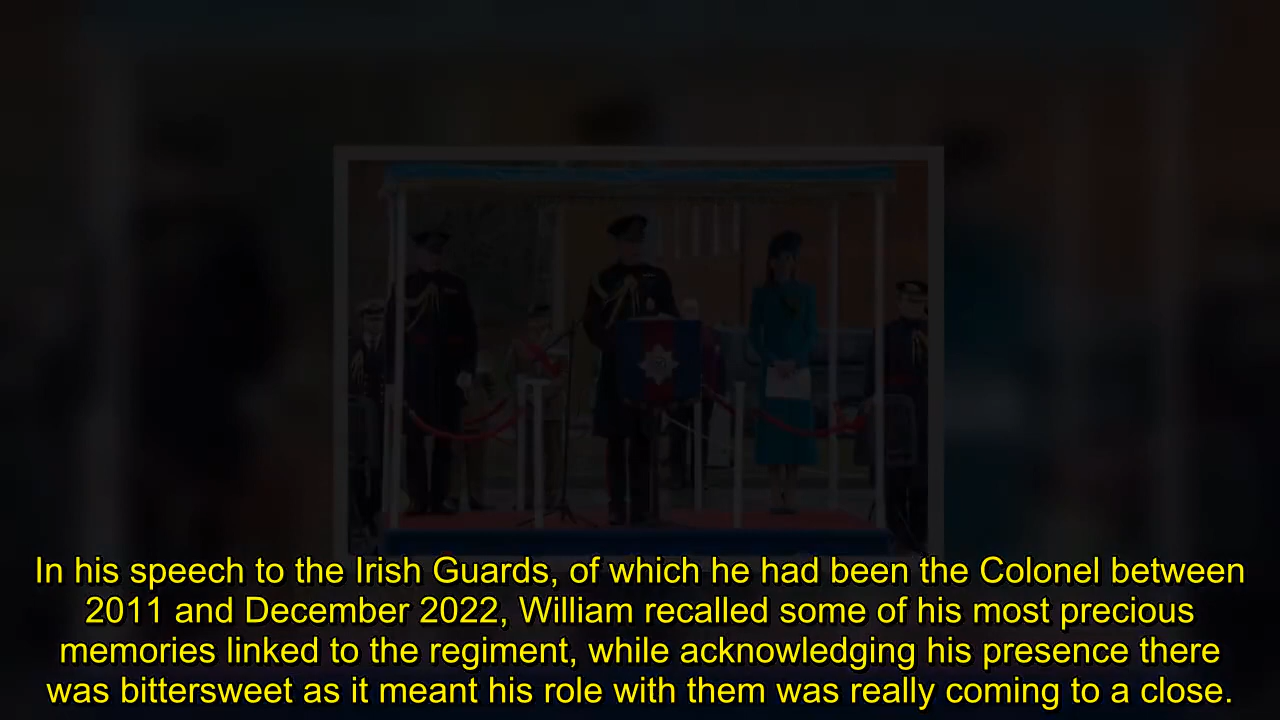 In his speech to the Irish Guards, of which he had been the Colonel between
2011 and December 2022, William recalled some of his most precious
memories linked to the regiment, while acknowledging his presence there
was bittersweet as it meant his role with them was really coming to a close.